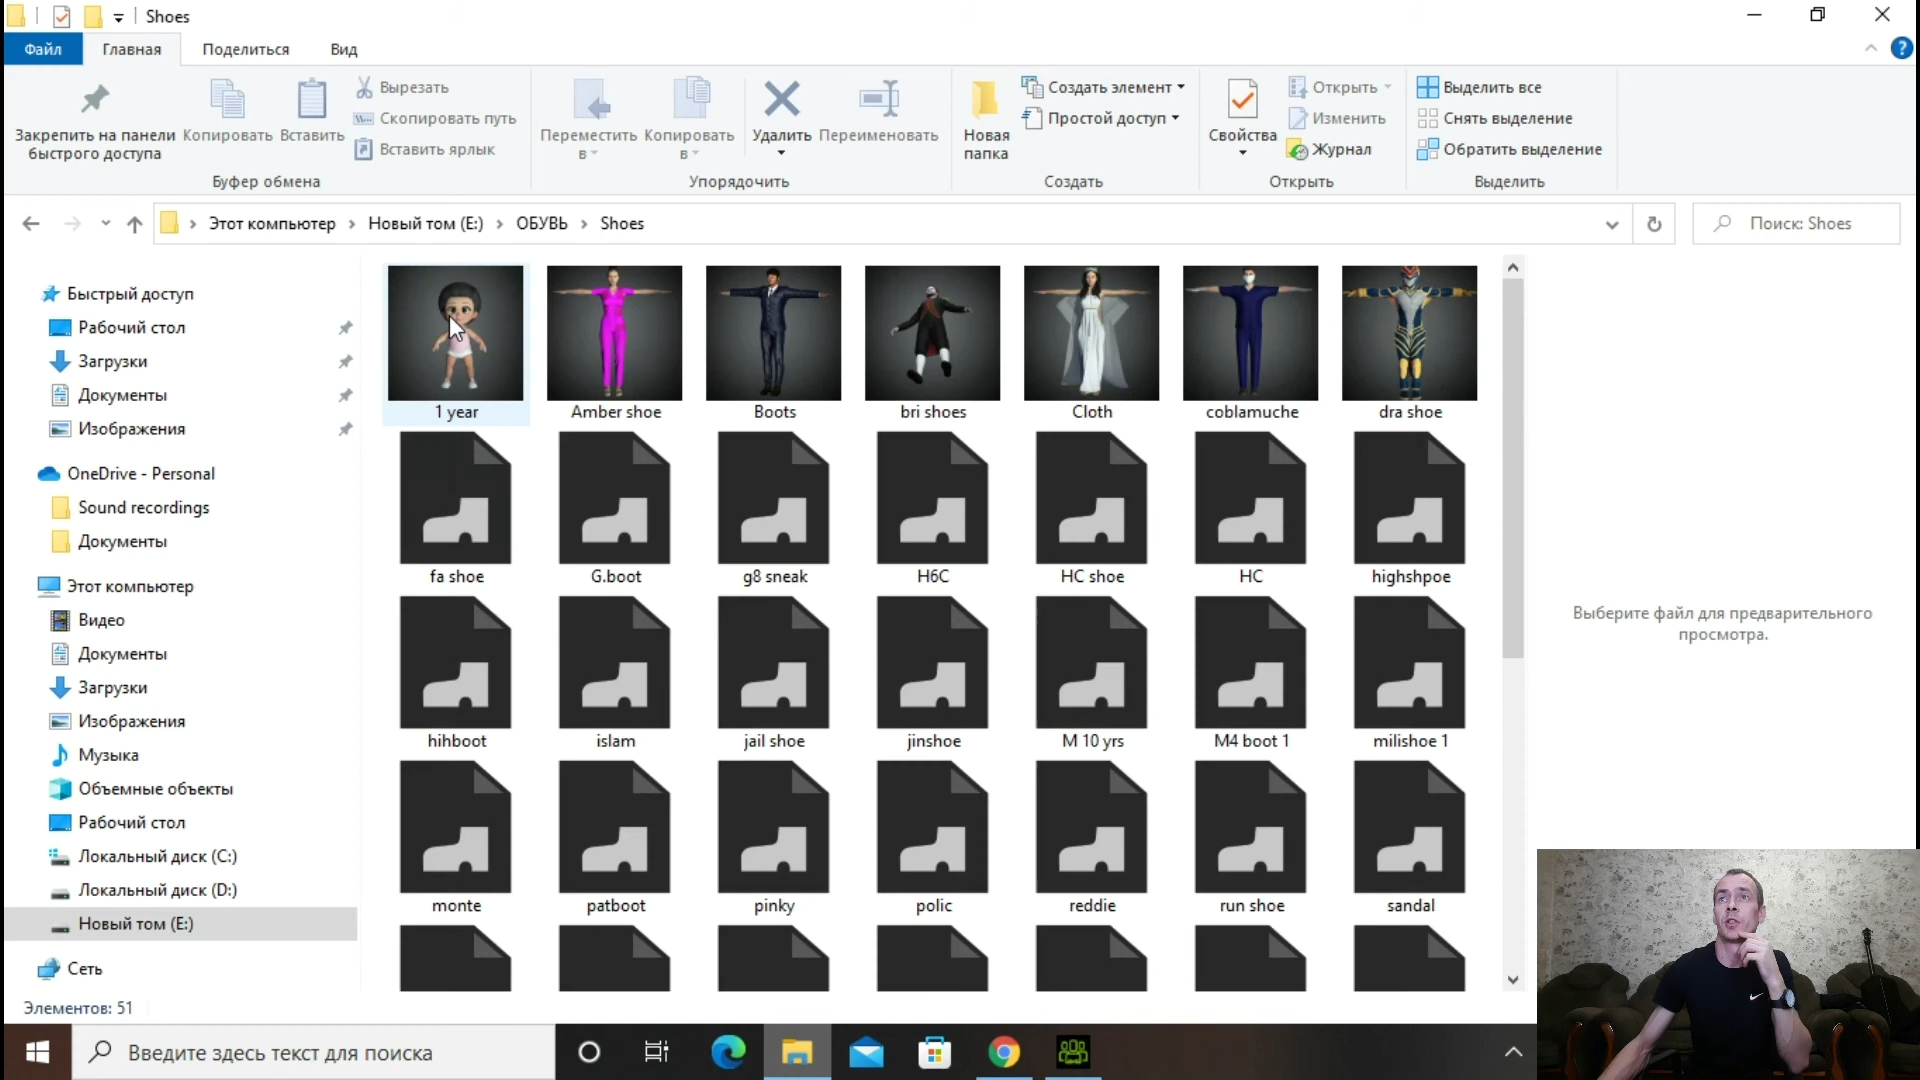 Shoes
Файл
Главная
Поделиться
Вид
Закрепить на панели
быстрого доступа
Копировать
Вставить
Вырезать
Скопировать путь
Вставить ярлык
Буфер обмена
Переместить
в
Копировать
в
Удалить
Переименовать
Упорядочить
Новая
папка
Создать элемент
Простой доступ
Создать
Свойства
Открыть
Изменить
Журнал
Открыть
Выделить все
Снять выделение
Обратить выделение
Выделить
Этот компьютер
Новый том (E:)
ОБУВЬ
Shoes
Поиск: Shoes
Быстрый доступ
Рабочий стол
Загрузки
Документы
Изображения
OneDrive - Personal
Sound recordings
Документы
Этот компьютер
Видео
Документы
Загрузки
Изображения
Музыка
Объемные объекты
Рабочий стол
Локальный диск (C:)
Локальный диск (D:)
Новый том (E:)
Сеть
1 year
Amber shoe
Boots
bri shoes
Cloth
coblamuche
dra shoe
fa shoe
G.boot
g8 sneak
H6C
HC shoe
HC
highshpoe
hihboot
islam
jail shoe
jinshoe
M 10 yrs
M4 boot 1
milishoe 1
monte
patboot
pinky
polic
reddie
run shoe
sandal
Выберите файл для предварительного
просмотра.
Элементов: 51
Введите здесь текст для поиска